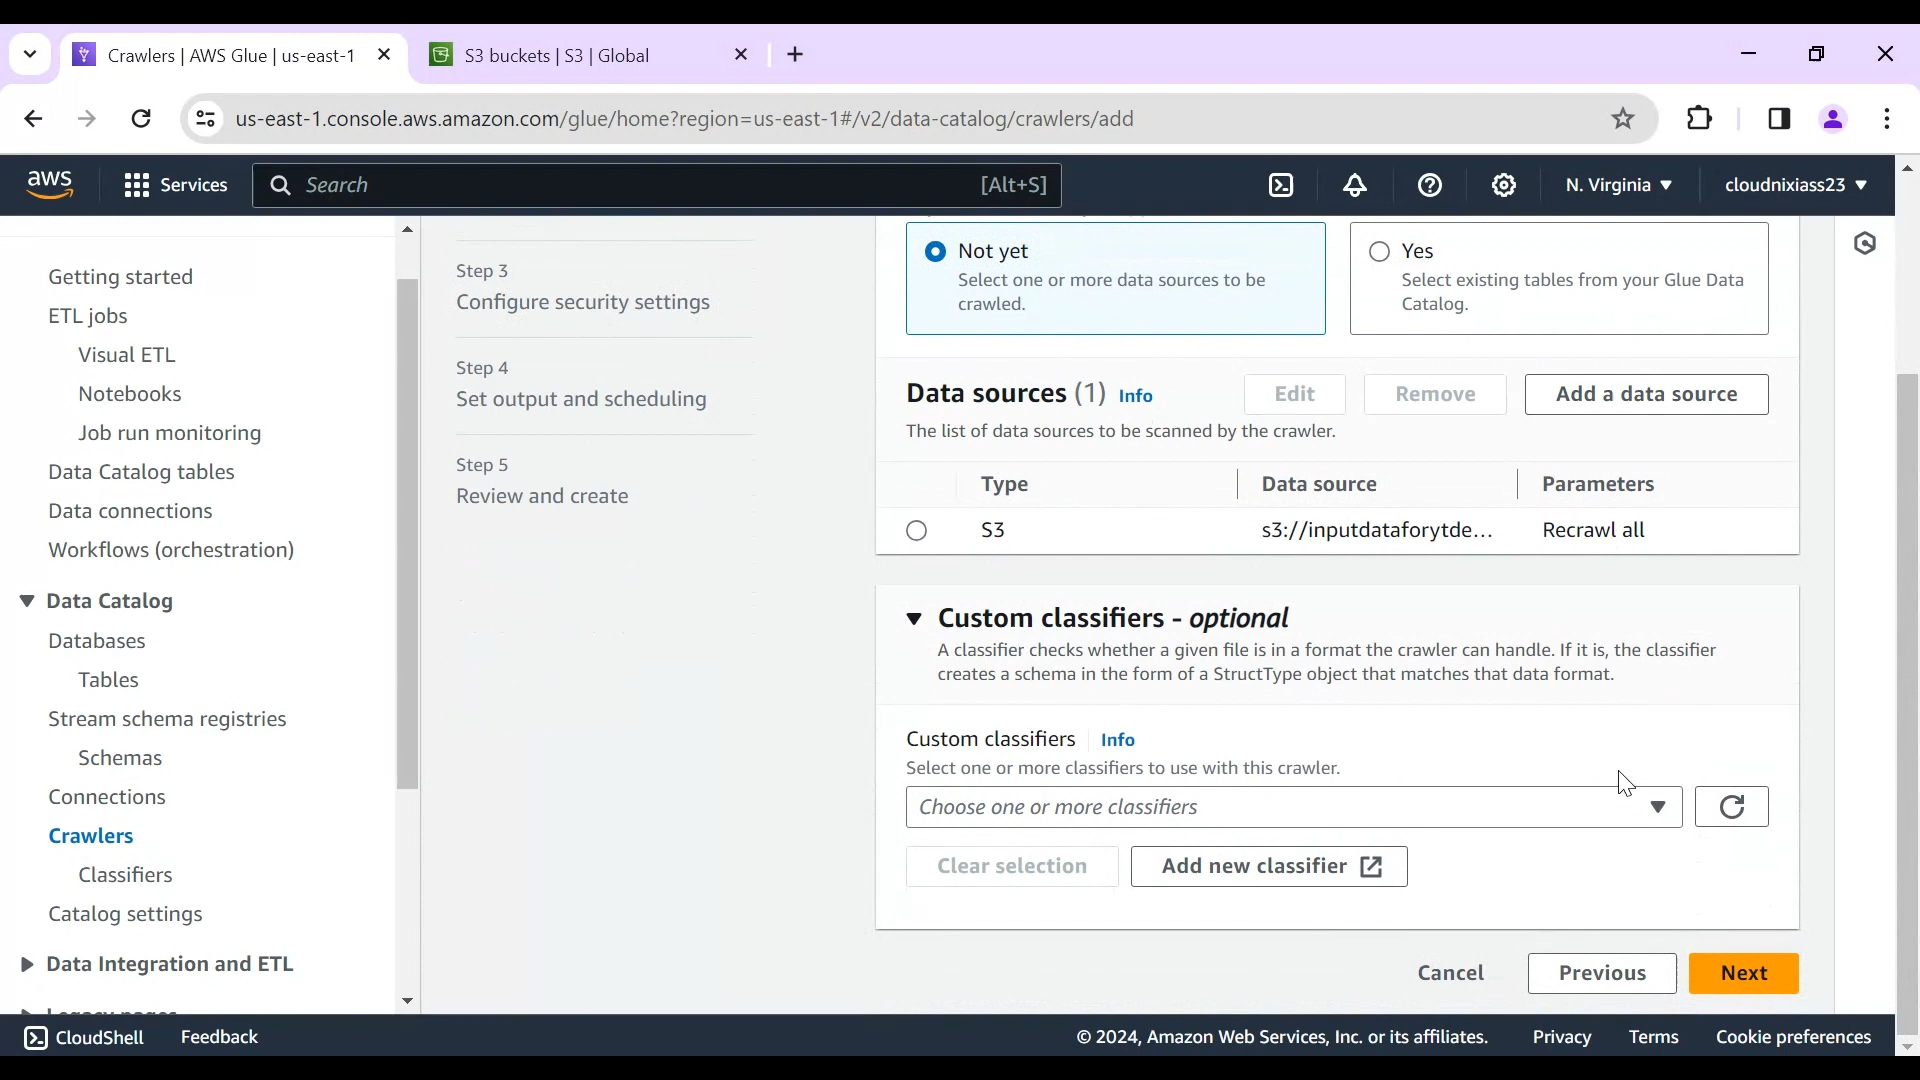 Crawlers | AWS Glue | us-east-1
S3 buckets | S3 | Global
us-east-1.console.aws.amazon.com/glue/home?region=us-east-1#/v2/data-catalog/crawlers/add
aws
Services
Search
[Alt+S]
N. Virginia
cloudnixiass23
Getting started
ETL jobs
Visual ETL
Notebooks
Job run monitoring
Data Catalog tables
Data connections
Workflows (orchestration)
Data Catalog
Databases
Tables
Stream schema registries
Schemas
Connections
Crawlers
Classifiers
Catalog settings
Data Integration and ETL
Step 3
Configure security settings
Step 4
Set output and scheduling
Step 5
Review and create
Not yet
Select one or more data sources to be
crawled.
Yes
Select existing tables from your Glue Data
Catalog.
Data sources (1) Info
Edit
Remove
Add a data source
The list of data sources to be scanned by the crawler.
Type
Data source
Parameters
S3
s3://inputdataforytde...
Recrawl all
Custom classifiers - optional
A classifier checks whether a given file is in a format the crawler can handle. If it is, the classifier
creates a schema in the form of a StructType object that matches that data format.
Custom classifiers
Info
Select one or more classifiers to use with this crawler.
Choose one or more classifiers
Clear selection
Add new classifier
Cancel
Previous
Next
CloudShell
Feedback
© 2024, Amazon Web Services, Inc. or its affiliates.
Privacy
Terms
Cookie preferences